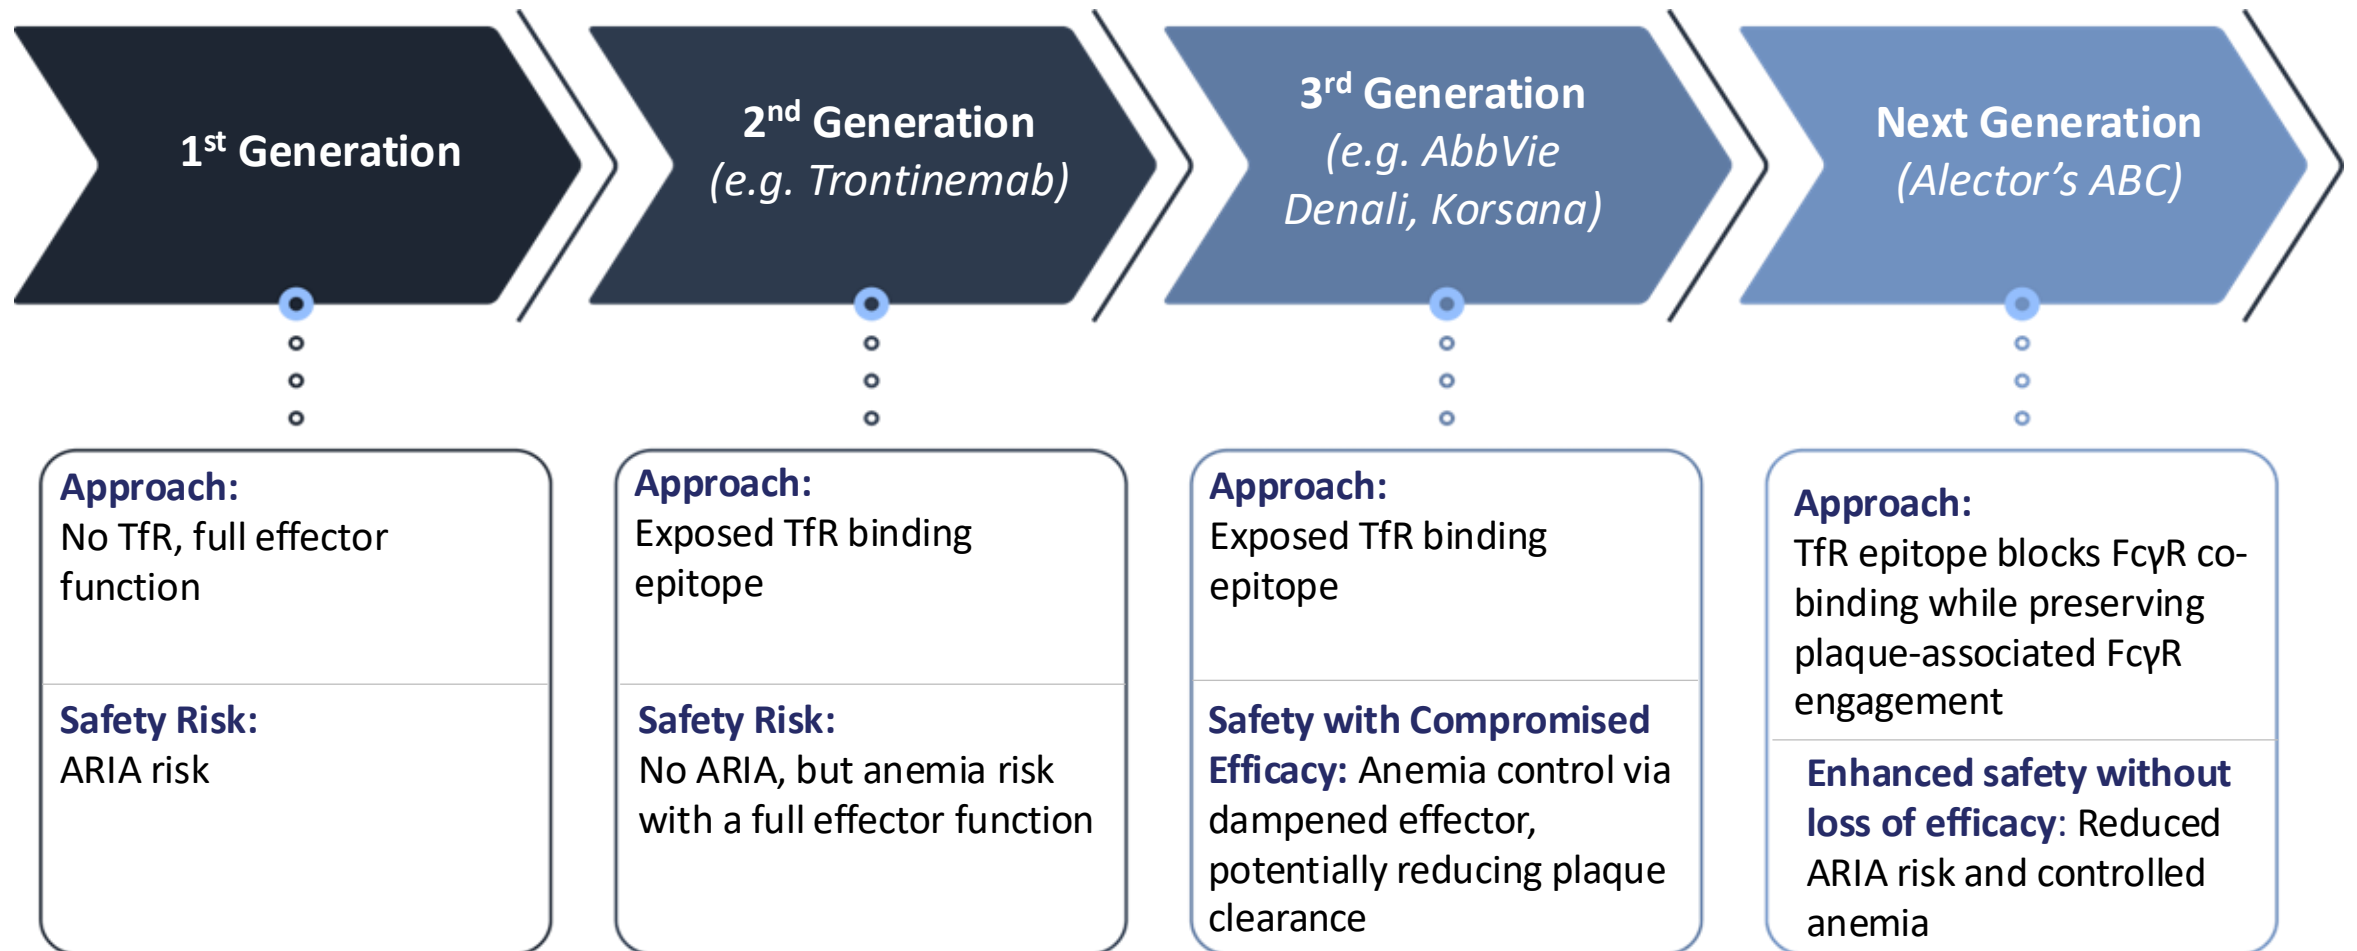 1st Generation
2nd Generation
(e.g. Trontinemab)
3rd Generation
(e.g. AbbVie
Denali, Korsana)
Next Generation
(Alector’s ABC)
Approach:
No TfR, full effector
function
Safety Risk:
ARIA risk
Approach:
Exposed TfR binding
epitope
Safety Risk:
No ARIA, but anemia risk
with a full effector function
Approach:
Exposed TfR binding
epitope
Safety with Compromised
Efficacy: Anemia control via
dampened effector,
potentially reducing plaque
clearance
Approach:
TfR epitope blocks FcγR co-
binding while preserving
plaque-associated FcγR
engagement
Enhanced safety without
loss of efficacy: Reduced
ARIA risk and controlled
anemia